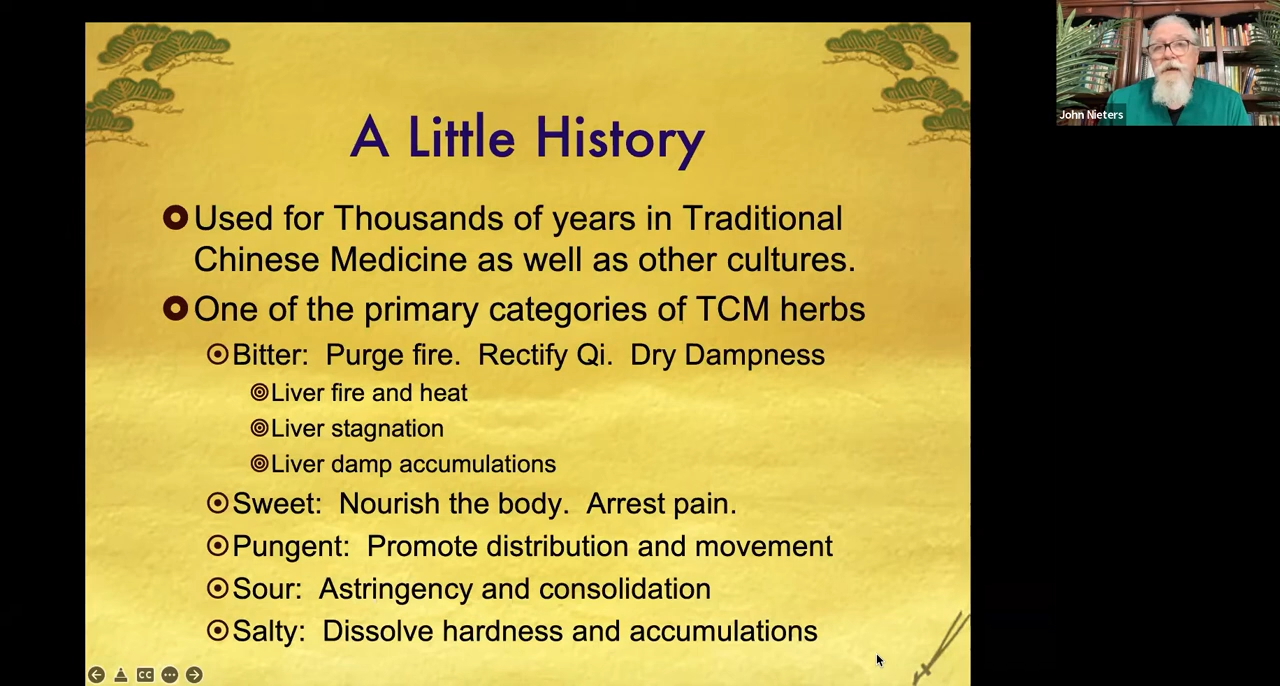 A Little History
Used for Thousands of years in Traditional
Chinese Medicine as well as other cultures.
One of the primary categories of TCM herbs
Bitter: Purge fire. Rectify Qi. Dry Dampness
Liver fire and heat
Liver stagnation
Liver damp accumulations
Sweet: Nourish the body. Arrest pain.
Pungent: Promote distribution and movement
Sour: Astringency and consolidation
Salty: Dissolve hardness and accumulations
CC
John Nieters